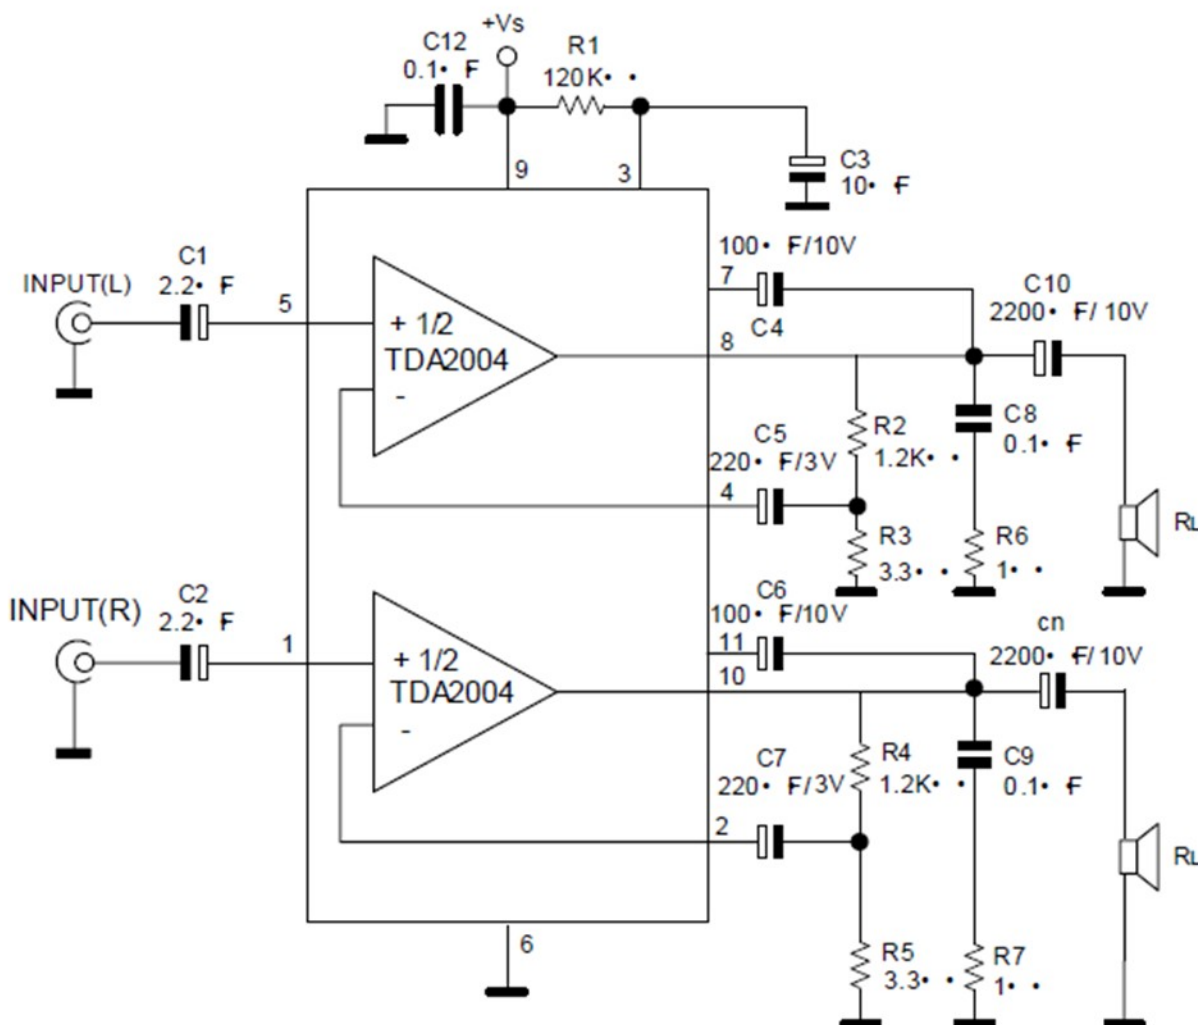 +Vs
C12
0.1• F
R1
120K• •
9
3
C3
10• F
100• F/10V
7
C4
C1
2.2• F
INPUT(L)
5
+ 1/2
TDA2004
-
8
C10
2200• F/ 10V
C5
220• F/3V
4
R2
1.2K• •
C8
0.1• F
R3
3.3• •
R6
1• •
RL
INPUT(R)
C2
2.2• F
1
+ 1/2
TDA2004
-
C6
100• F/10V
11
10
cn
2200• F/10V
C7
220• F/3V
2
R4
1.2K• •
C9
0.1• F
RL
6
R5
3.3• •
R7
1• •